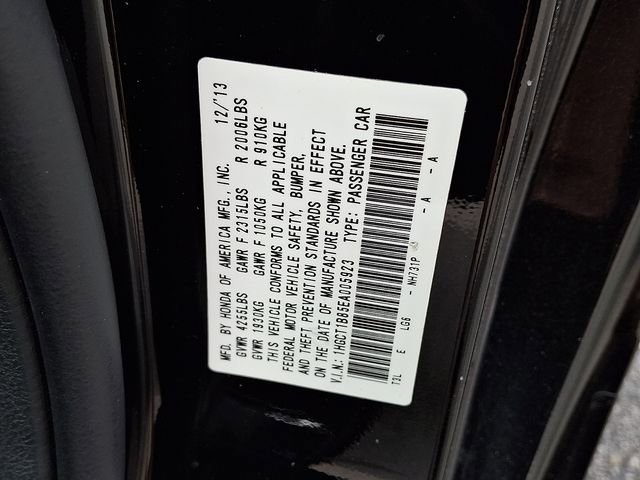 MFD. BY HONDA OF AMERICA MFG., INC. 12/'13
GVWR 4255LBS GAWR F 2315LBS R 2006LBS
GVWR 1930KG GAWR F 1050KG R 910KG
THIS VEHICLE CONFORMS TO ALL APPLICABLE
FEDERAL MOTOR VEHICLE SAFETY, BUMPER,
AND THEFT PREVENTION STANDARDS IN EFFECT
ON THE DATE OF MANUFACTURE SHOWN ABOVE.
V.I.N.: 1HGCT1B85EA005923 TYPE: PASSENGER CAR
T3L E LG6 - NH731P - A - A